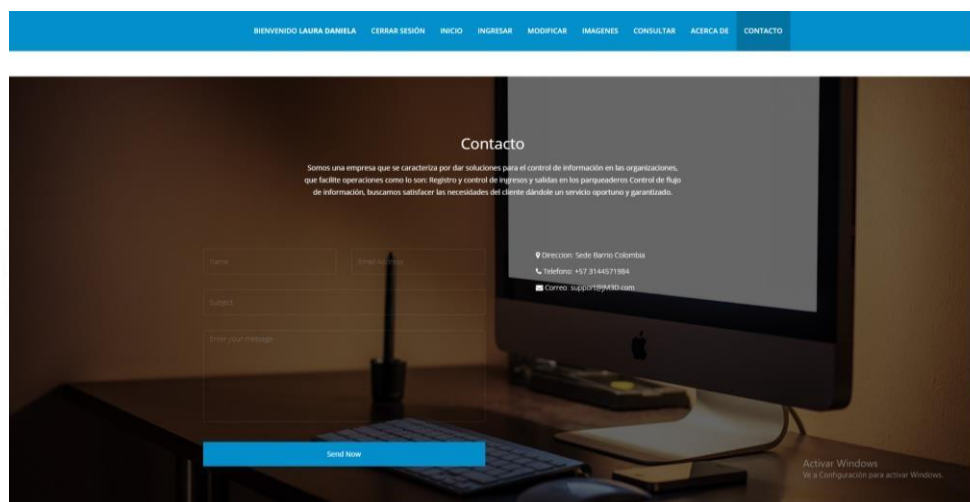 BIENVENIDO LAURA DANIELA CERRAR SESIÓN INICIO INGRESAR MODIFICAR IMAGENES CONSULTAR ACERCA DE CONTACTO
Contacto
Somos una empresa que se caracteriza por dar soluciones para el control de información en las organizaciones,
que facilite operaciones como lo son: Registro y control de ingresos y salidas en los parqueaderos Control de flujo
de información, buscamos satisfacer las necesidades del cliente dándole un servicio oportuno y garantizado.
Name Email Address
Subject
Enter your message
Send Now
Direccion: Sede Barrio Colombia
Telefono: +57 3144571984
Correo: support@JM3D.com
Activar Windows
Ve a Configuración para activar Windows.